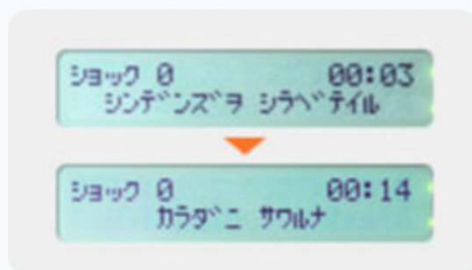 ショック 0 00:03
シンデンズヲ シラベテイル
ショック 0 00:14
カラダニ サワルナ